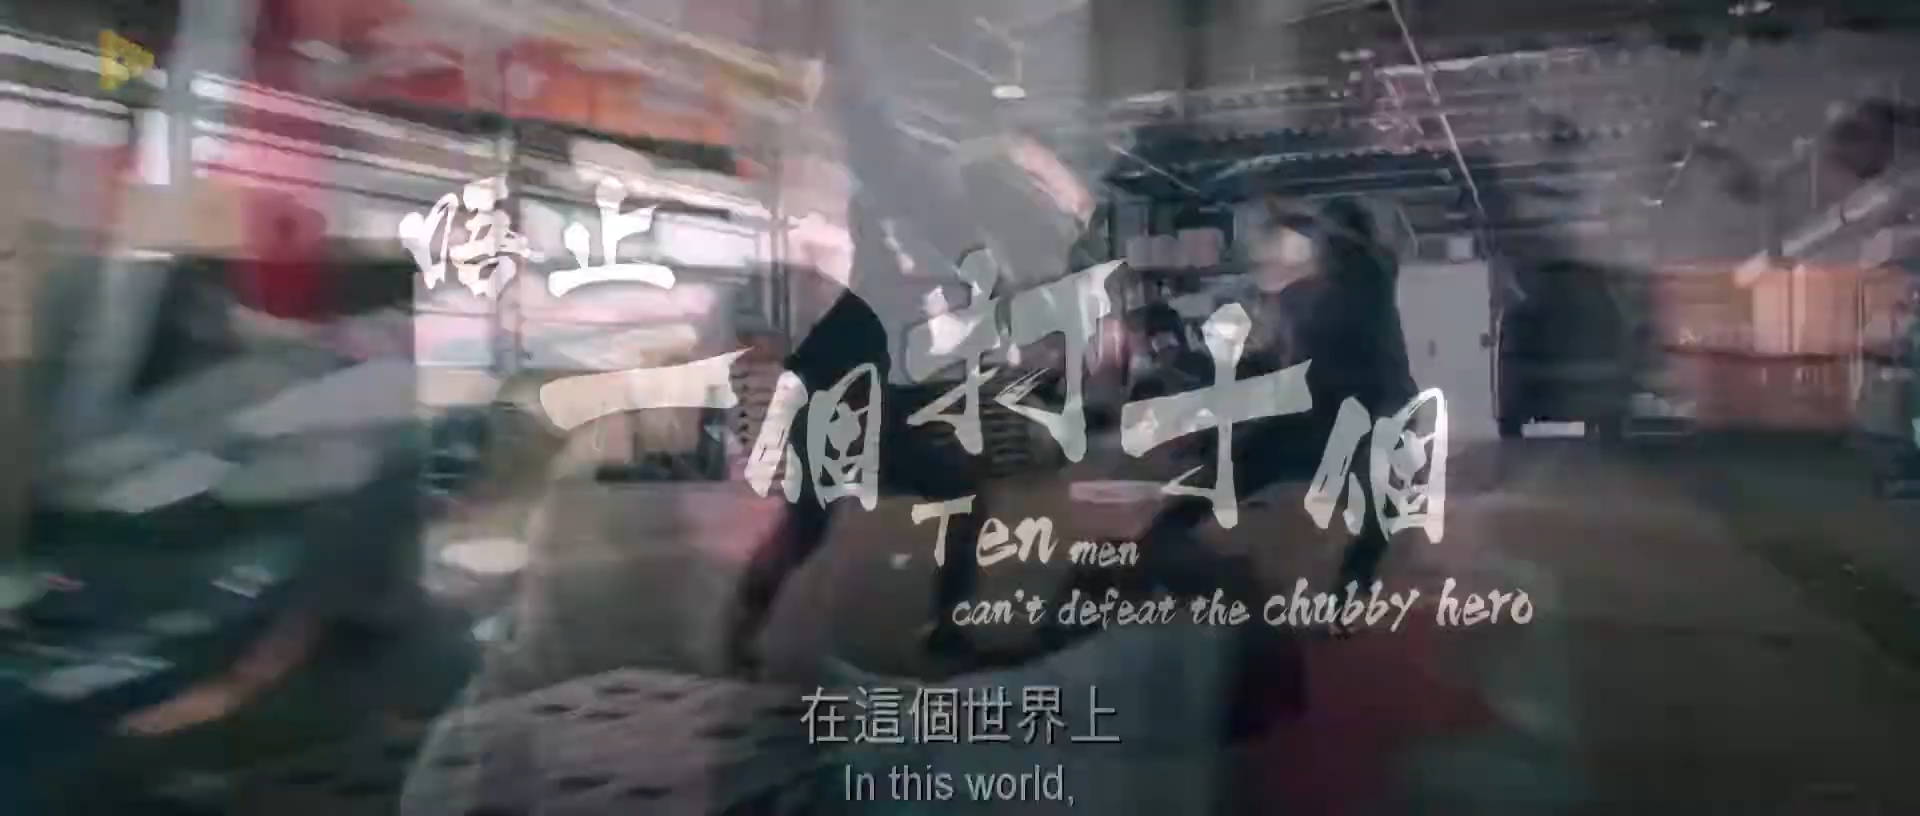 唔止
一個打十個
Ten men
can't defeat the chubby hero
在這個世界上
In this world,